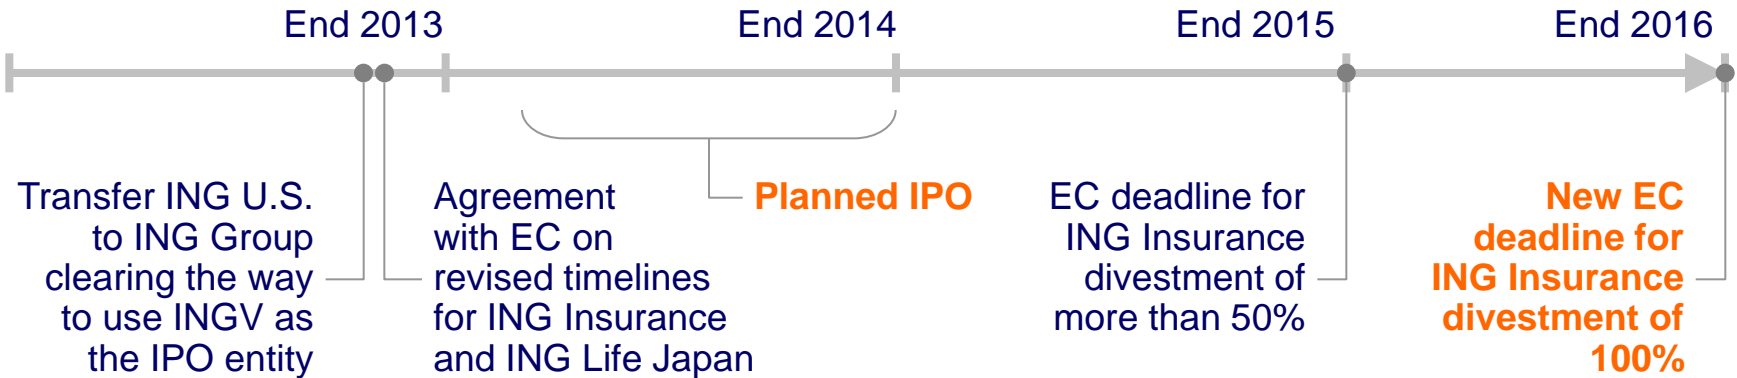 End 2013
End 2014
End 2015
End 2016
Transfer ING U.S.
to ING Group
clearing the way
to use INGV as
the IPO entity
Agreement
with EC on
revised timelines
for ING Insurance
and ING Life Japan
Planned IPO
EC deadline for
ING Insurance
divestment of
more than 50%
New EC
deadline for
ING Insurance
divestment of
100%